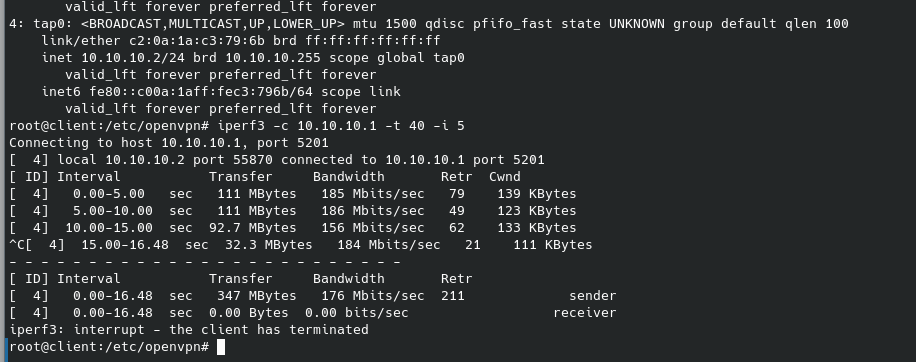 valid_lft forever preferred_lft forever
4: tap0: <BROADCAST,MULTICAST,UP,LOWER_UP> mtu 1500 qdisc pfifo_fast state UNKNOWN group default qlen 100
    link/ether c2:0a:1a:c3:79:6b brd ff:ff:ff:ff:ff:ff
    inet 10.10.10.2/24 brd 10.10.10.255 scope global tap0
       valid_lft forever preferred_lft forever
    inet6 fe80::c00a:1aff:fec3:796b/64 scope link
       valid_lft forever preferred_lft forever
root@client:/etc/openvpn# iperf3 -c 10.10.10.1 -t 40 -i 5
Connecting to host 10.10.10.1, port 5201
[  4] local 10.10.10.2 port 55870 connected to 10.10.10.1 port 5201
[ ID] Interval           Transfer     Bandwidth       Retr  Cwnd
[  4]   0.00-5.00   sec   111 MBytes   185 Mbits/sec   79    139 KBytes
[  4]   5.00-10.00  sec   111 MBytes   186 Mbits/sec   49    123 KBytes
[  4]  10.00-15.00  sec  92.7 MBytes   156 Mbits/sec   62    133 KBytes
^C[  4]  15.00-16.48  sec  32.3 MBytes   184 Mbits/sec   21    111 KBytes
- - - - - - - - - - - - - - - - - - - - - - - - -
[ ID] Interval           Transfer     Bandwidth       Retr
[  4]   0.00-16.48  sec   347 MBytes   176 Mbits/sec  211             sender
[  4]   0.00-16.48  sec  0.00 Bytes  0.00 bits/sec                  receiver
iperf3: interrupt - the client has terminated
root@client:/etc/openvpn#